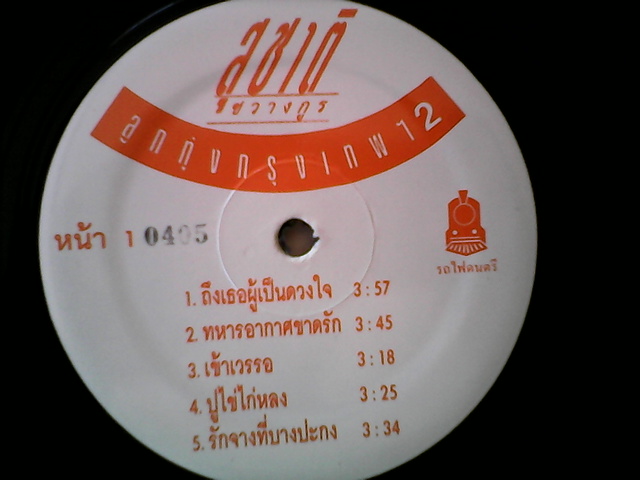 สุชาติ
ชวางกูร
ลูกทุ่งกรุงเทพฯ 2
หน้า 1 0405
รถไฟดนตรี
1. ถึงเธอผู้เป็นดวงใจ 3:57
2. ทหารอากาศขาดรัก 3:45
3. เข้าเวรรอ 3:18
4. ปูไข่ไก่หลง 3:25
5. รักจางที่บางปะกง 3:34